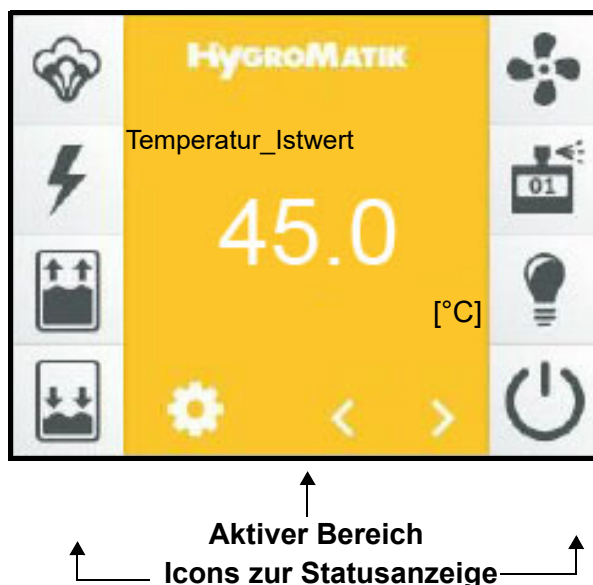 HYGROMATIK
Temperatur_Istwert
01
45.0
[°C]
Aktiver Bereich
Icons zur Statusanzeige